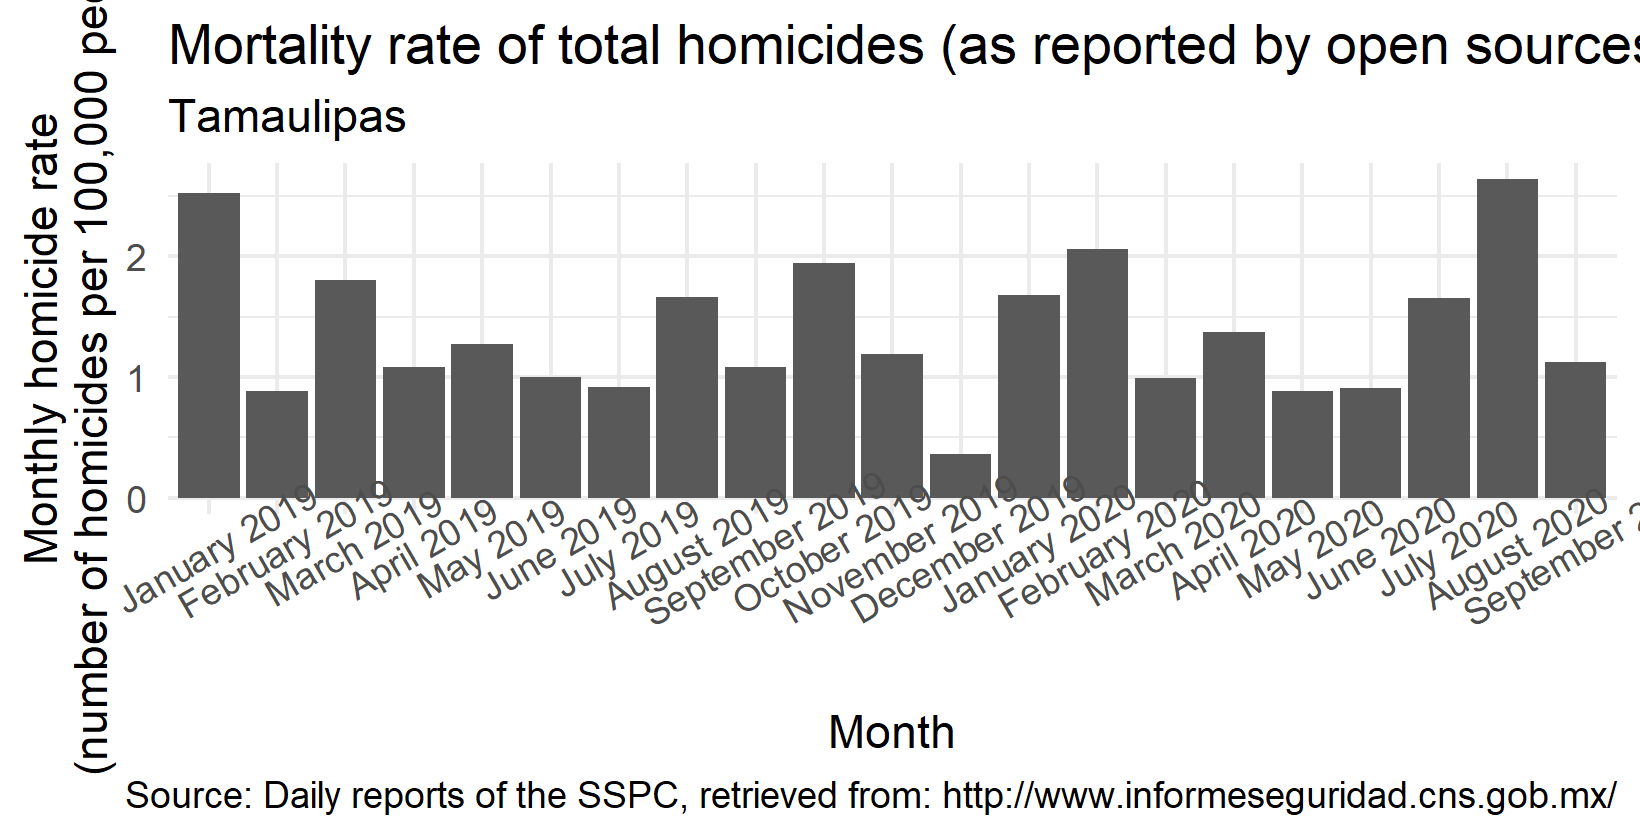 Mortality rate of total homicides (as reported by open sources
Tamaulipas
Monthly homicide rate
(number of homicides per 100,000
2
1
0
January 2019
February 2019
March 2019
April 2019
May 2019
June 2019
July 2019
August 2019
September 2019
October 2019
November 2019
December 2019
January 2020
February 2020
March 2020
April 2020
May 2020
June 2020
July 2020
August 2020
September
Month
Source: Daily reports of the SSPC, retrieved from: http://www.informeseguridad.cns.gob.mx/